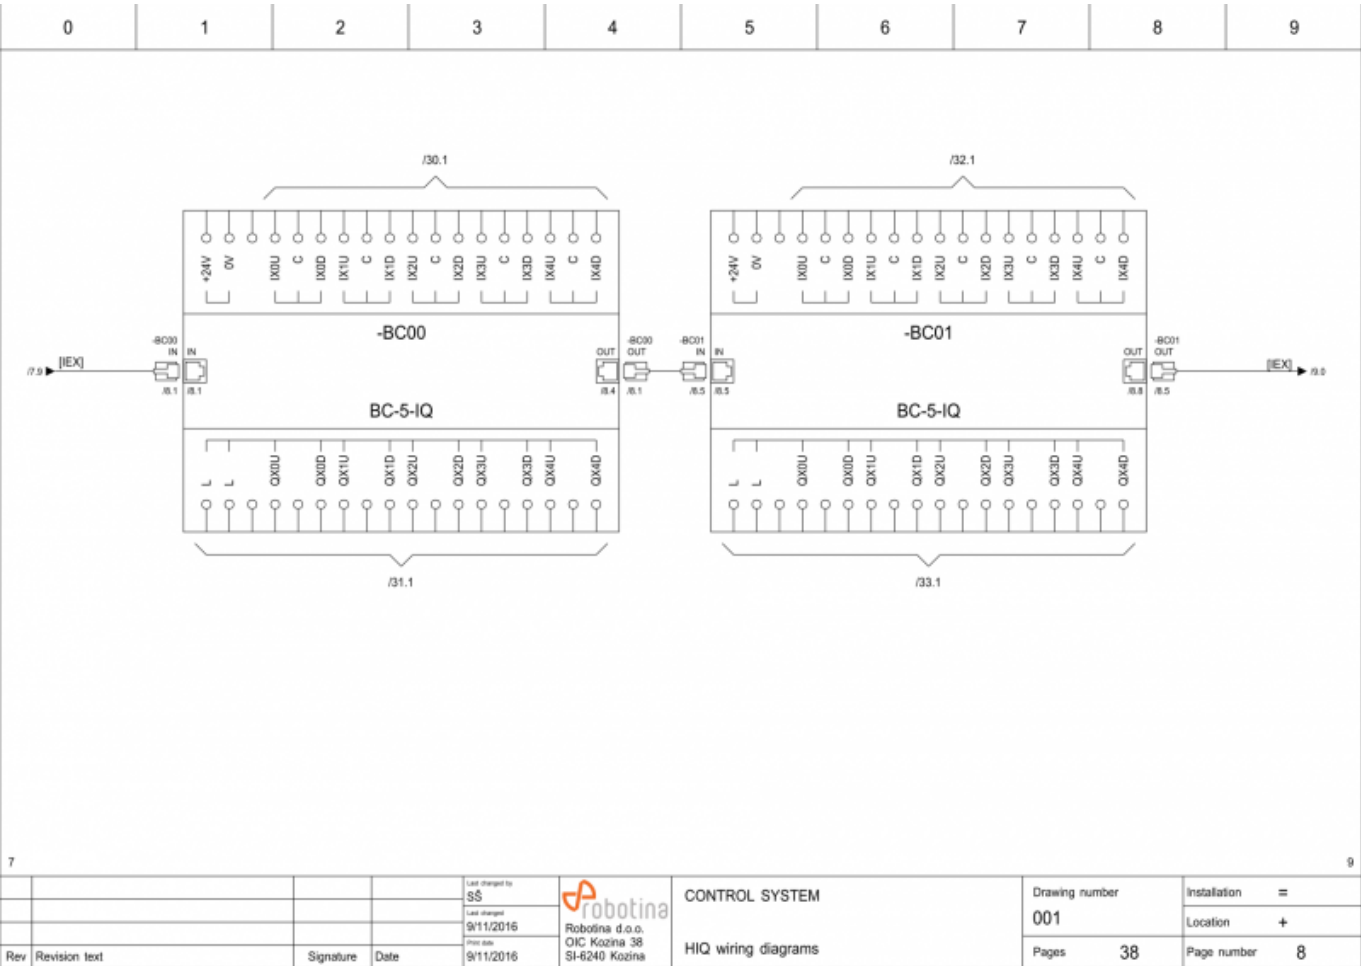 0 1 2 3 4 5 6 7 8 9
/30.1 /32.1
+24V 0V IX0U C IX0D IX1U C IX1D IX2U C IX2D IX3U C IX3D IX4U C IX4D
+24V 0V IX0U C IX0D IX1U C IX1D IX2U C IX2D IX3U C IX3D IX4U C IX4D
-BC00 -BC01
/7.9 [IEX]
-BC00
IN
/8.1
IN
/8.1
OUT
/8.4
-BC00
OUT
/8.1
-BC01
IN
/8.5
IN
/8.5
OUT
/8.8
-BC01
OUT
/8.5
[IEX] /9.0
BC-5-IQ BC-5-IQ
L L QX0U QX0D QX1U QX1D QX2U QX2D QX3U QX3D QX4U QX4D
L L QX0U QX0D QX1U QX1D QX2U QX2D QX3U QX3D QX4U QX4D
/31.1 /33.1
7 9
Rev Revision text Signature Date
Last changed by
SŠ
Last changed
9/11/2016
Print date
9/11/2016
robotina
Robotina d.o.o.
OIC Kozina 38
SI-6240 Kozina
CONTROL SYSTEM
HIQ wiring diagrams
Drawing number
001
Pages 38
Installation =
Location +
Page number 8